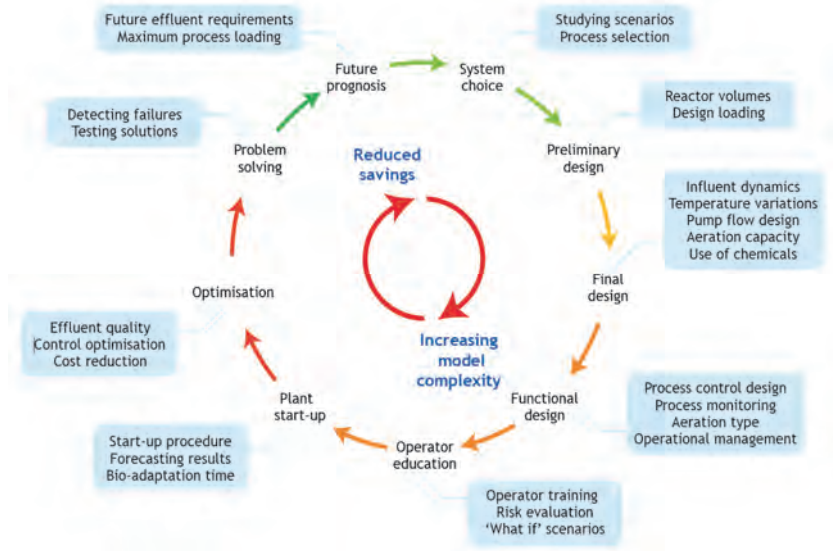 Future effluent requirements
Maximum process loading
Studying scenarios
Process selection
Future
prognosis
System
choice
Detecting failures
Testing solutions
Reactor volumes
Design loading
Problem
solving
Reduced
savings
Preliminary
design
Influent dynamics
Temperature variations
Pump flow design
Aeration capacity
Use of chemicals
Optimisation
Final
design
Effluent quality
Control optimisation
Cost reduction
Increasing
model
complexity
Plant
start-up
Functional
design
Process control design
Process monitoring
Aeration type
Operational management
Start-up procedure
Forecasting results
Bio-adaptation time
Operator
education
Operator training
Risk evaluation
‘What if’ scenarios